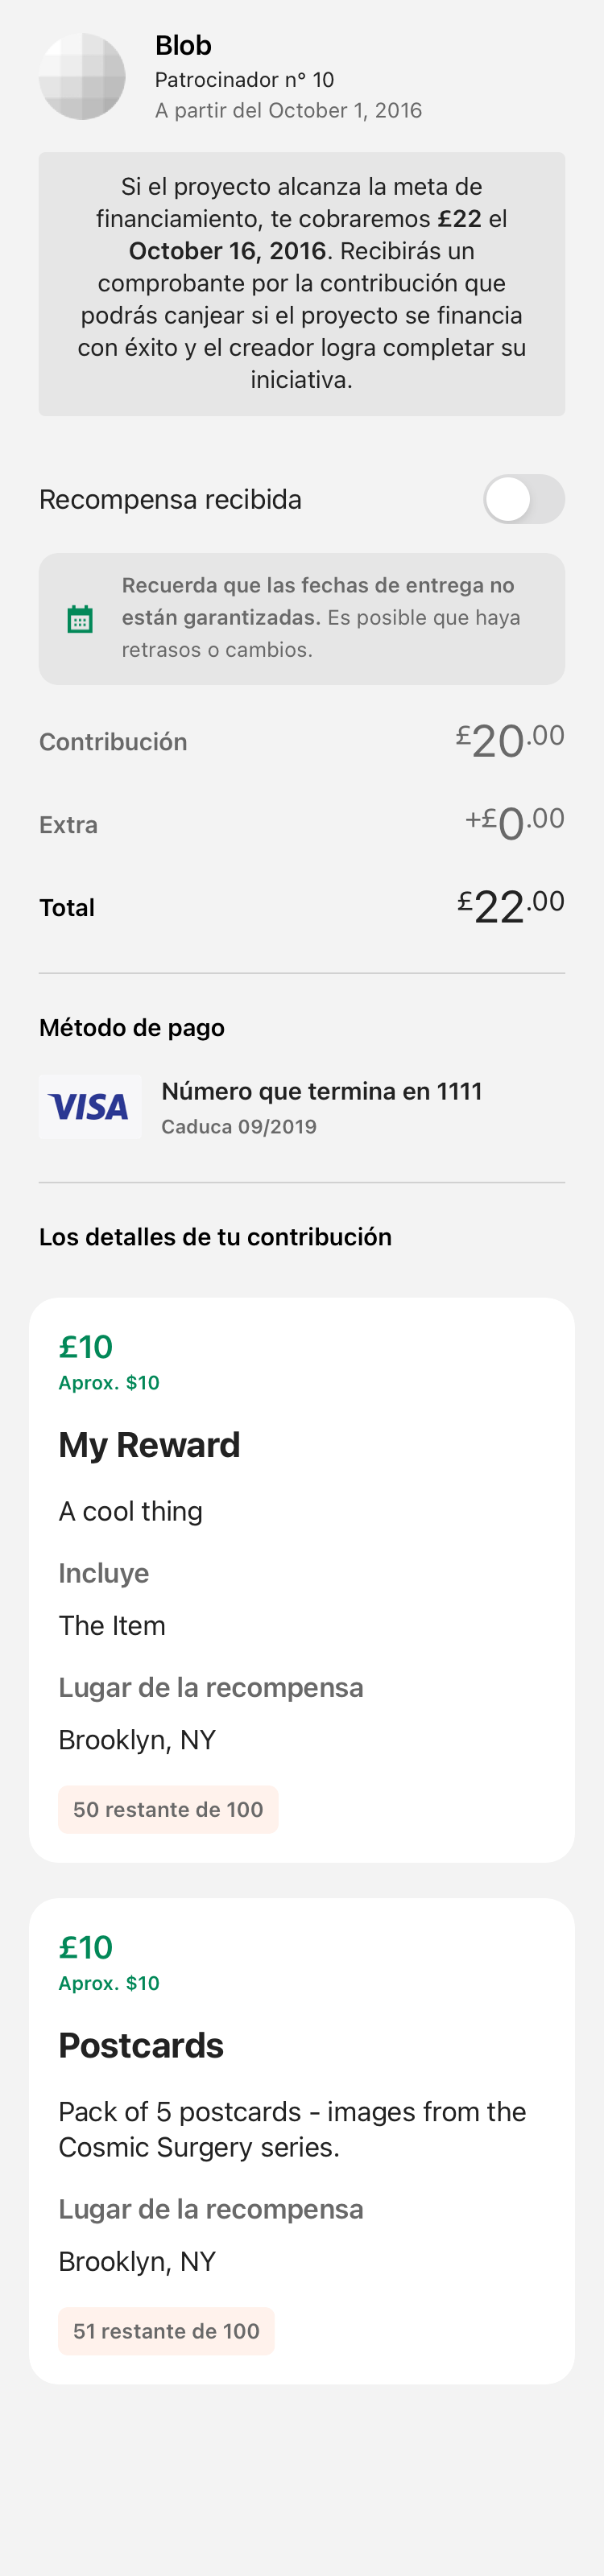 Blob
Patrocinador n° 10
A partir del October 1, 2016
Si el proyecto alcanza la meta de
financiamiento, te cobraremos £22 el
October 16, 2016. Recibirás un
comprobante por la contribución que
podrás canjear si el proyecto se financia
con éxito y el creador logra completar su
iniciativa.
Recompensa recibida
Recuerda que las fechas de entrega no
están garantizadas. Es posible que haya
retrasos o cambios.
Contribución £20.00
Extra +£0.00
Total £22.00
Método de pago
VISA
Número que termina en 1111
Caduca 09/2019
Los detalles de tu contribución
£10
Aprox. $10
My Reward
A cool thing
Incluye
The Item
Lugar de la recompensa
Brooklyn, NY
50 restante de 100
£10
Aprox. $10
Postcards
Pack of 5 postcards - images from the
Cosmic Surgery series.
Lugar de la recompensa
Brooklyn, NY
51 restante de 100